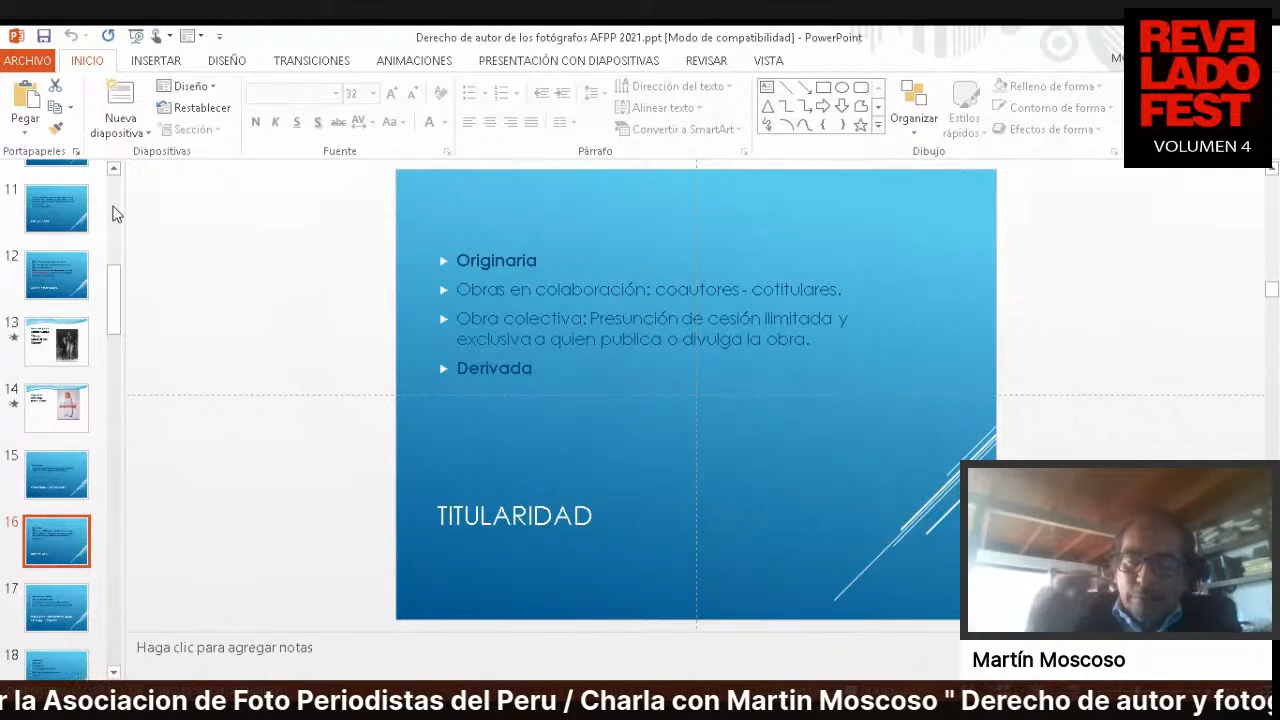 Derecho de autor de los fotógrafos AFPP 2021.ppt [Modo de compatibilidad] - PowerPoint
ARCHIVO
INICIO
INSERTAR
DISEÑO
TRANSICIONES
ANIMACIONES
PRESENTACIÓN CON DIAPOSITIVAS
REVISAR
VISTA
Pegar
Portapapeles
Nueva
diapositiva
Diseño
Restablecer
Sección
Diapositivas
32
N K S S abc AV Aa A
Fuente
Dirección del texto
Alinear texto
Convertir a SmartArt
Párrafo
Organizar
Estilos
rápidos
Relleno de forma
Contorno de forma
Efectos de forma
Dibujo
REVE
LADO
FEST
VOLUMEN 4
11
12
13
14
15
16
17
18
Originaria
Obra en colaboración: coautores cotitulares.
Obra colectiva: Presunción de cesión ilimitada y
exclusiva a quien publica o divulga la obra.
Derivada
TITULARIDAD
Haga clic para agregar notas
Martín Moscoso
r la Asociacion de Foto Periodistas del Peru / Charla con Martin Moscoso " Derecho de autor y fotog